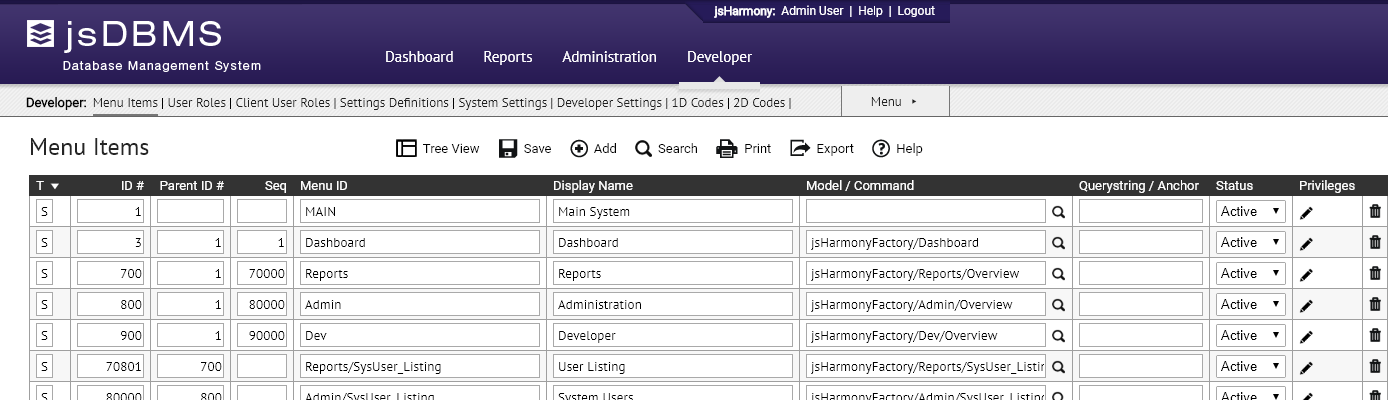 jsHarmony: Admin User | Help | Logout
jsDBMS
Database Management System
Dashboard Reports Administration Developer
Developer: Menu Items | User Roles | Client User Roles | Settings Definitions | System Settings | Developer Settings | 1D Codes | 2D Codes | Menu
Menu Items
Tree View Save Add Search Print Export Help
T ID # Parent ID # Seq Menu ID Display Name Model / Command Querystring / Anchor Status Privileges
S 1 MAIN Main System Active
S 3 1 1 Dashboard Dashboard jsHarmonyFactory/Dashboard Active
S 700 1 70000 Reports Reports jsHarmonyFactory/Reports/Overview Active
S 800 1 80000 Admin Administration jsHarmonyFactory/Admin/Overview Active
S 900 1 90000 Dev Developer jsHarmonyFactory/Dev/Overview Active
S 70801 700 Reports/SysUser_Listing User Listing jsHarmonyFactory/Reports/SysUser_Listin Active
S 80000 800 Admin/SysUser_Listing System Users jsHarmonyFactory/Admin/SysUser_Listing Active